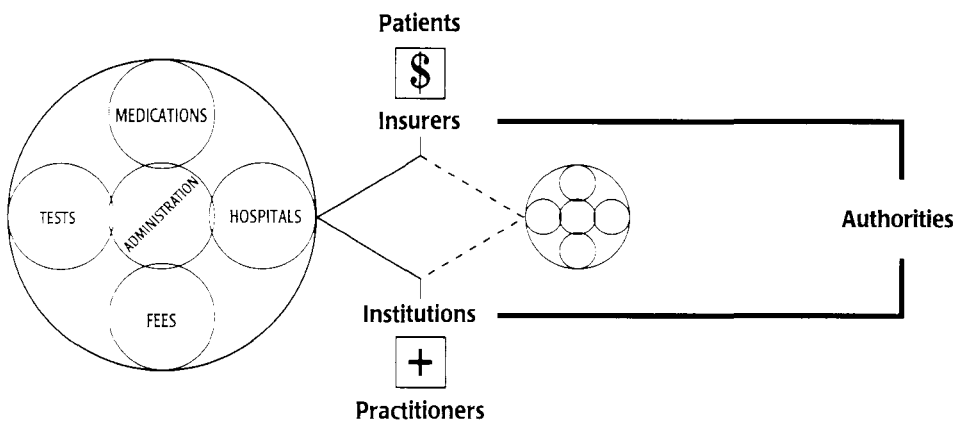 Patients
$
Insurers
MEDICATIONS
TESTS
ADMINISTRATION
HOSPITALS
FEES
Authorities
Institutions
+
Practitioners